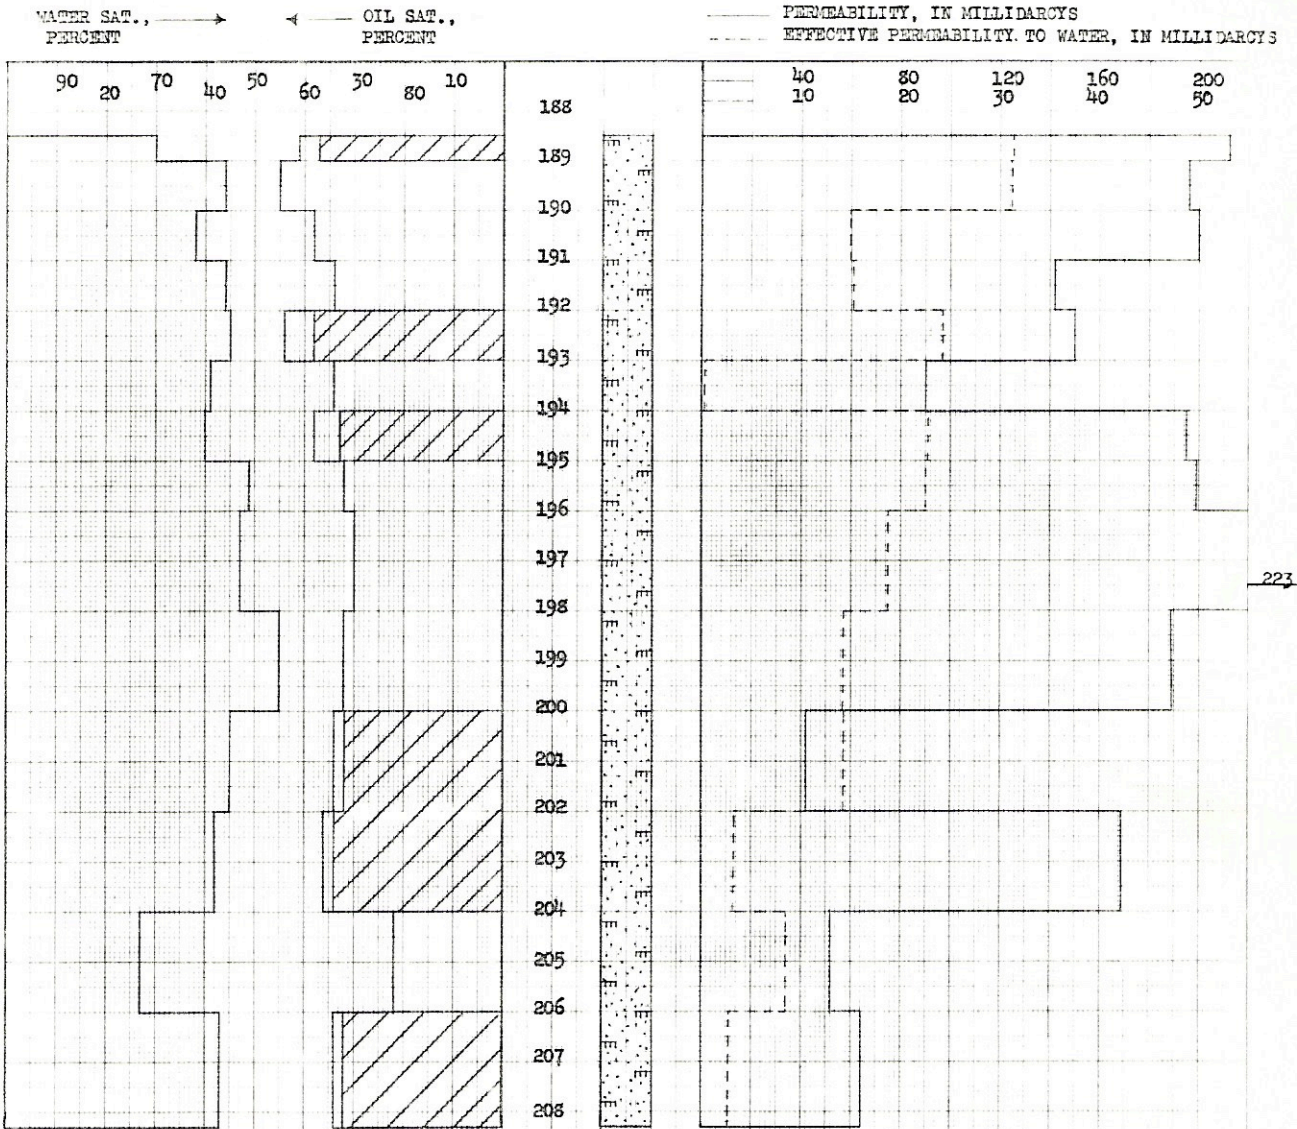 WATER SAT., PERCENT
OIL SAT., PERCENT
PERMEABILITY, IN MILLIDARCYS
EFFECTIVE PERMEABILITY TO WATER, IN MILLIDARCYS
90 70 50 30 10
20 40 60 80
40 80 120 160 200
10 20 30 40 50
188
189
190
191
192
193
194
195
196
197
223
198
199
200
201
202
203
204
205
206
207
208
E E E E E E E E E E E E E E E E E E E E E E E E E E E E E E E E E E E E E E E E